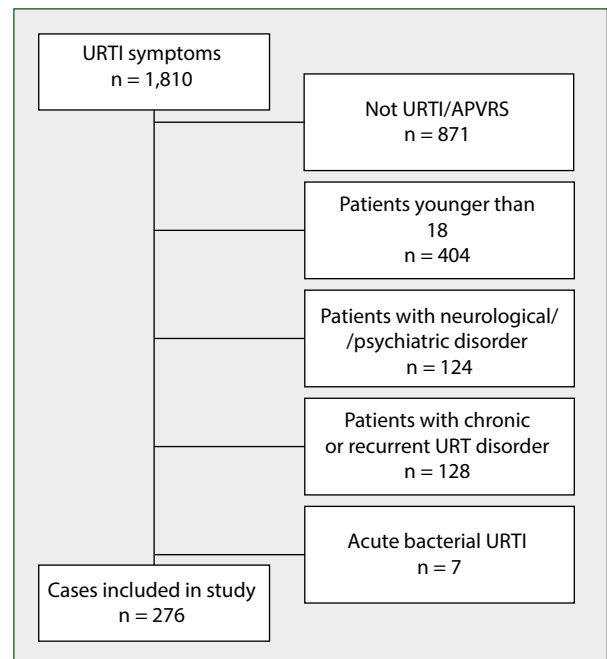 URTI symptoms
n = 1,810
Not URTI/APVRS
n = 871
Patients younger than
18
n = 404
Patients with neurological/
/psychiatric disorder
n = 124
Patients with chronic
or recurrent URT disorder
n = 128
Acute bacterial URTI
n = 7
Cases included in study
n = 276